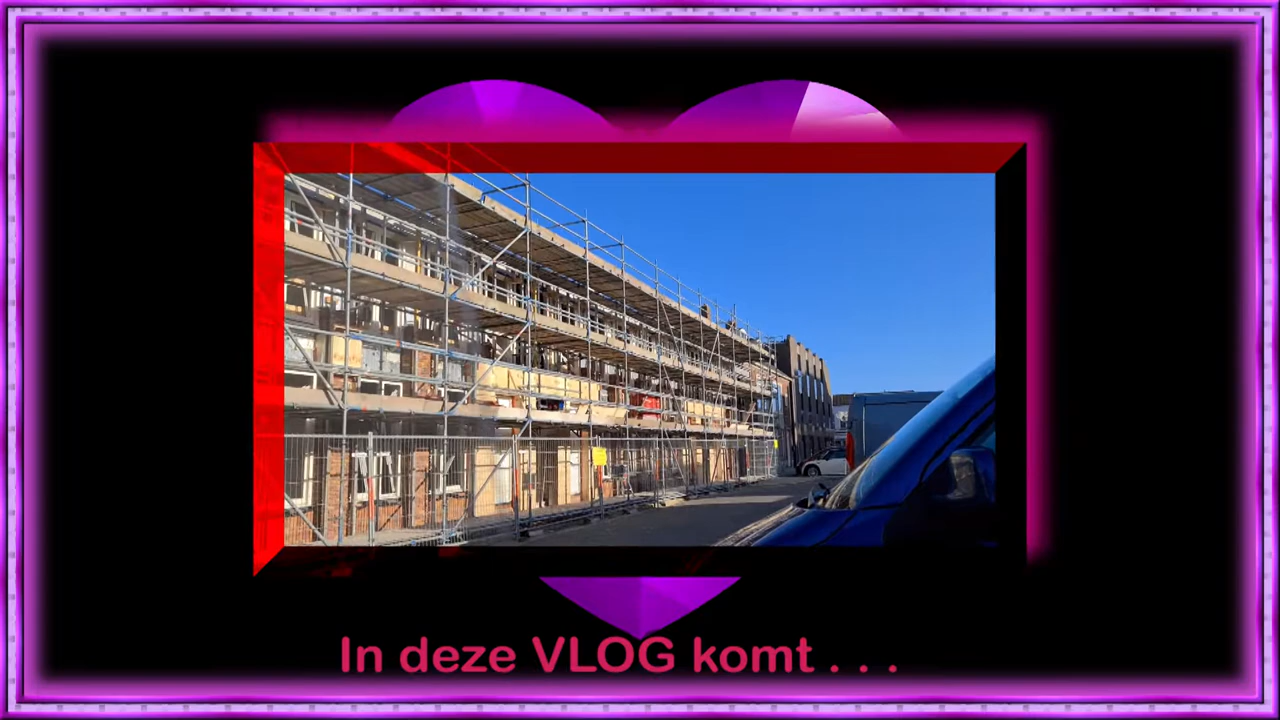 In deze VLOG komt . . .